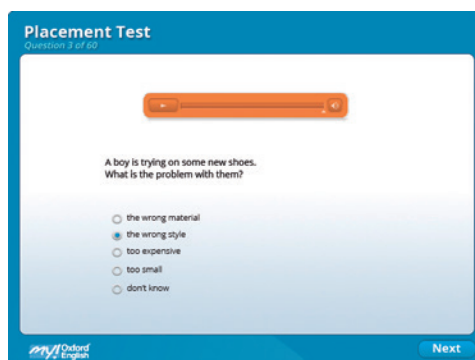 Placement Test
Question 3 of 60
A boy is trying on some new shoes.
What is the problem with them?
the wrong material
the wrong style
too expensive
too small
don't know
my! Oxford
English
Next